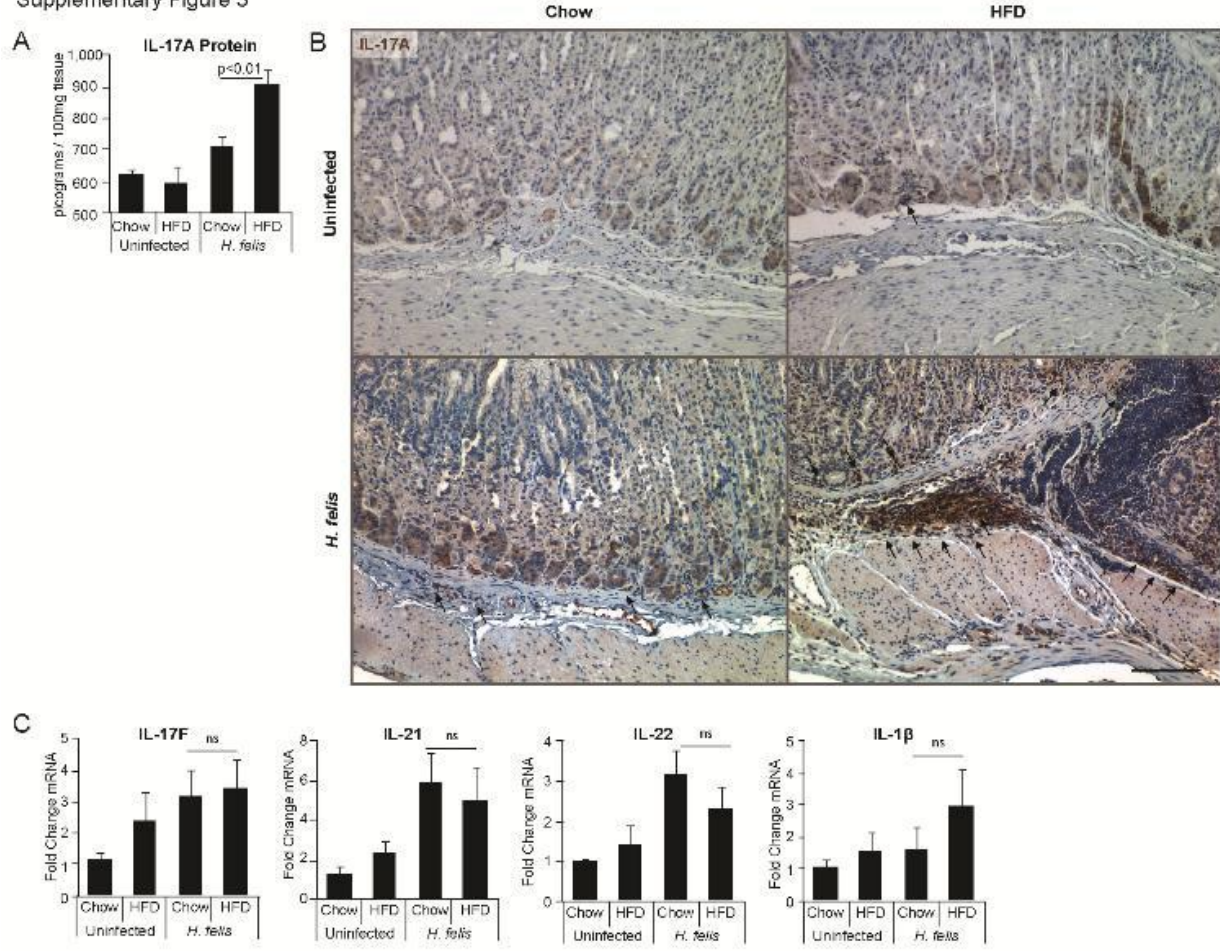 Supplementary Figure 3
Chow
HFD
A
IL-17A Protein
picograms / 100mg tissue
1,000
900
800
700
600
500
p<0.01
Chow HFD Chow HFD
Uninfected H. felis
B
IL-17A
Uninfected
H. felis
C
IL-17F
Fold Change mRNA
5
4
3
2
1
0
ns
Chow HFD Chow HFD
Uninfected H. felis
IL-21
Fold Change mRNA
8
6
4
2
0
ns
Chow HFD Chow HFD
Uninfected H. felis
IL-22
Fold Change mRNA
4
3
2
1
0
ns
Chow HFD Chow HFD
Uninfected H. felis
IL-1β
Fold Change mRNA
5
4
3
2
1
0
ns
Chow HFD Chow HFD
Uninfected H. felis